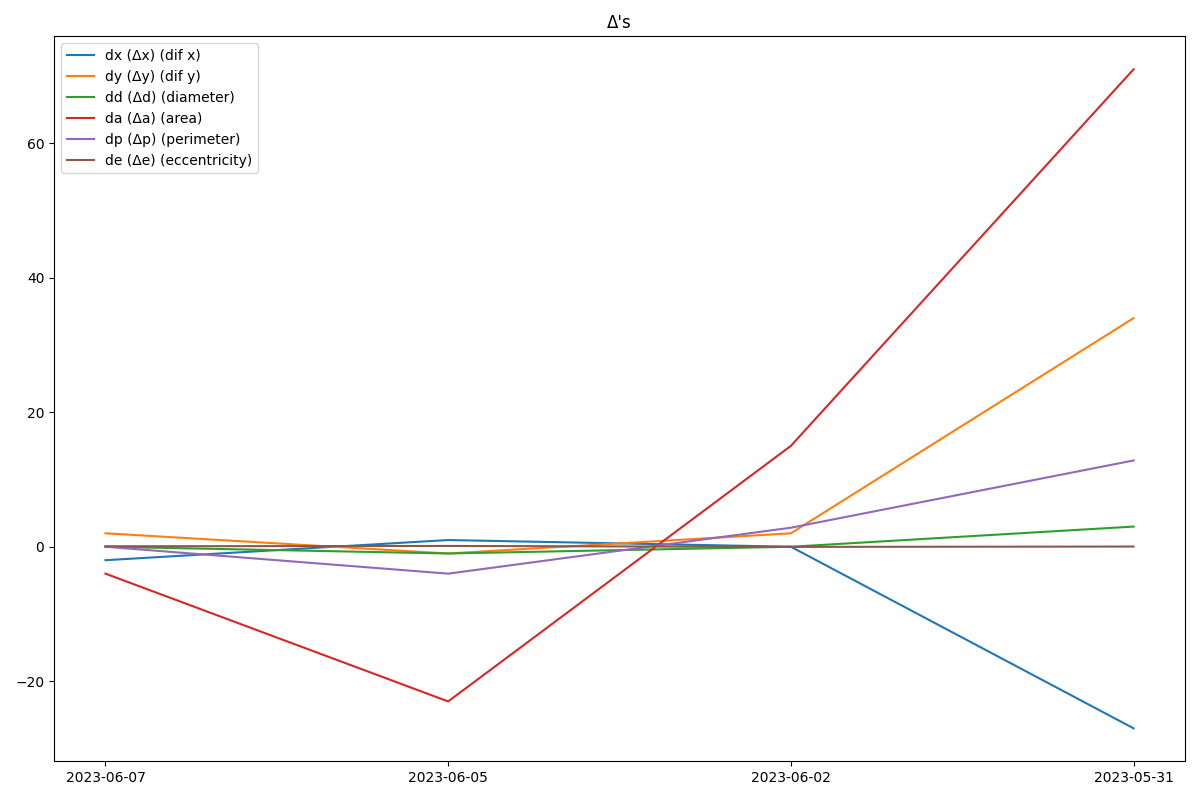 Δ's
dx (Δx) (dif x)
dy (Δy) (dif y)
dd (Δd) (diameter)
da (Δa) (area)
dp (Δp) (perimeter)
de (Δe) (eccentricity)
60
40
20
0
−20
2023-06-07 2023-06-05 2023-06-02 2023-05-31